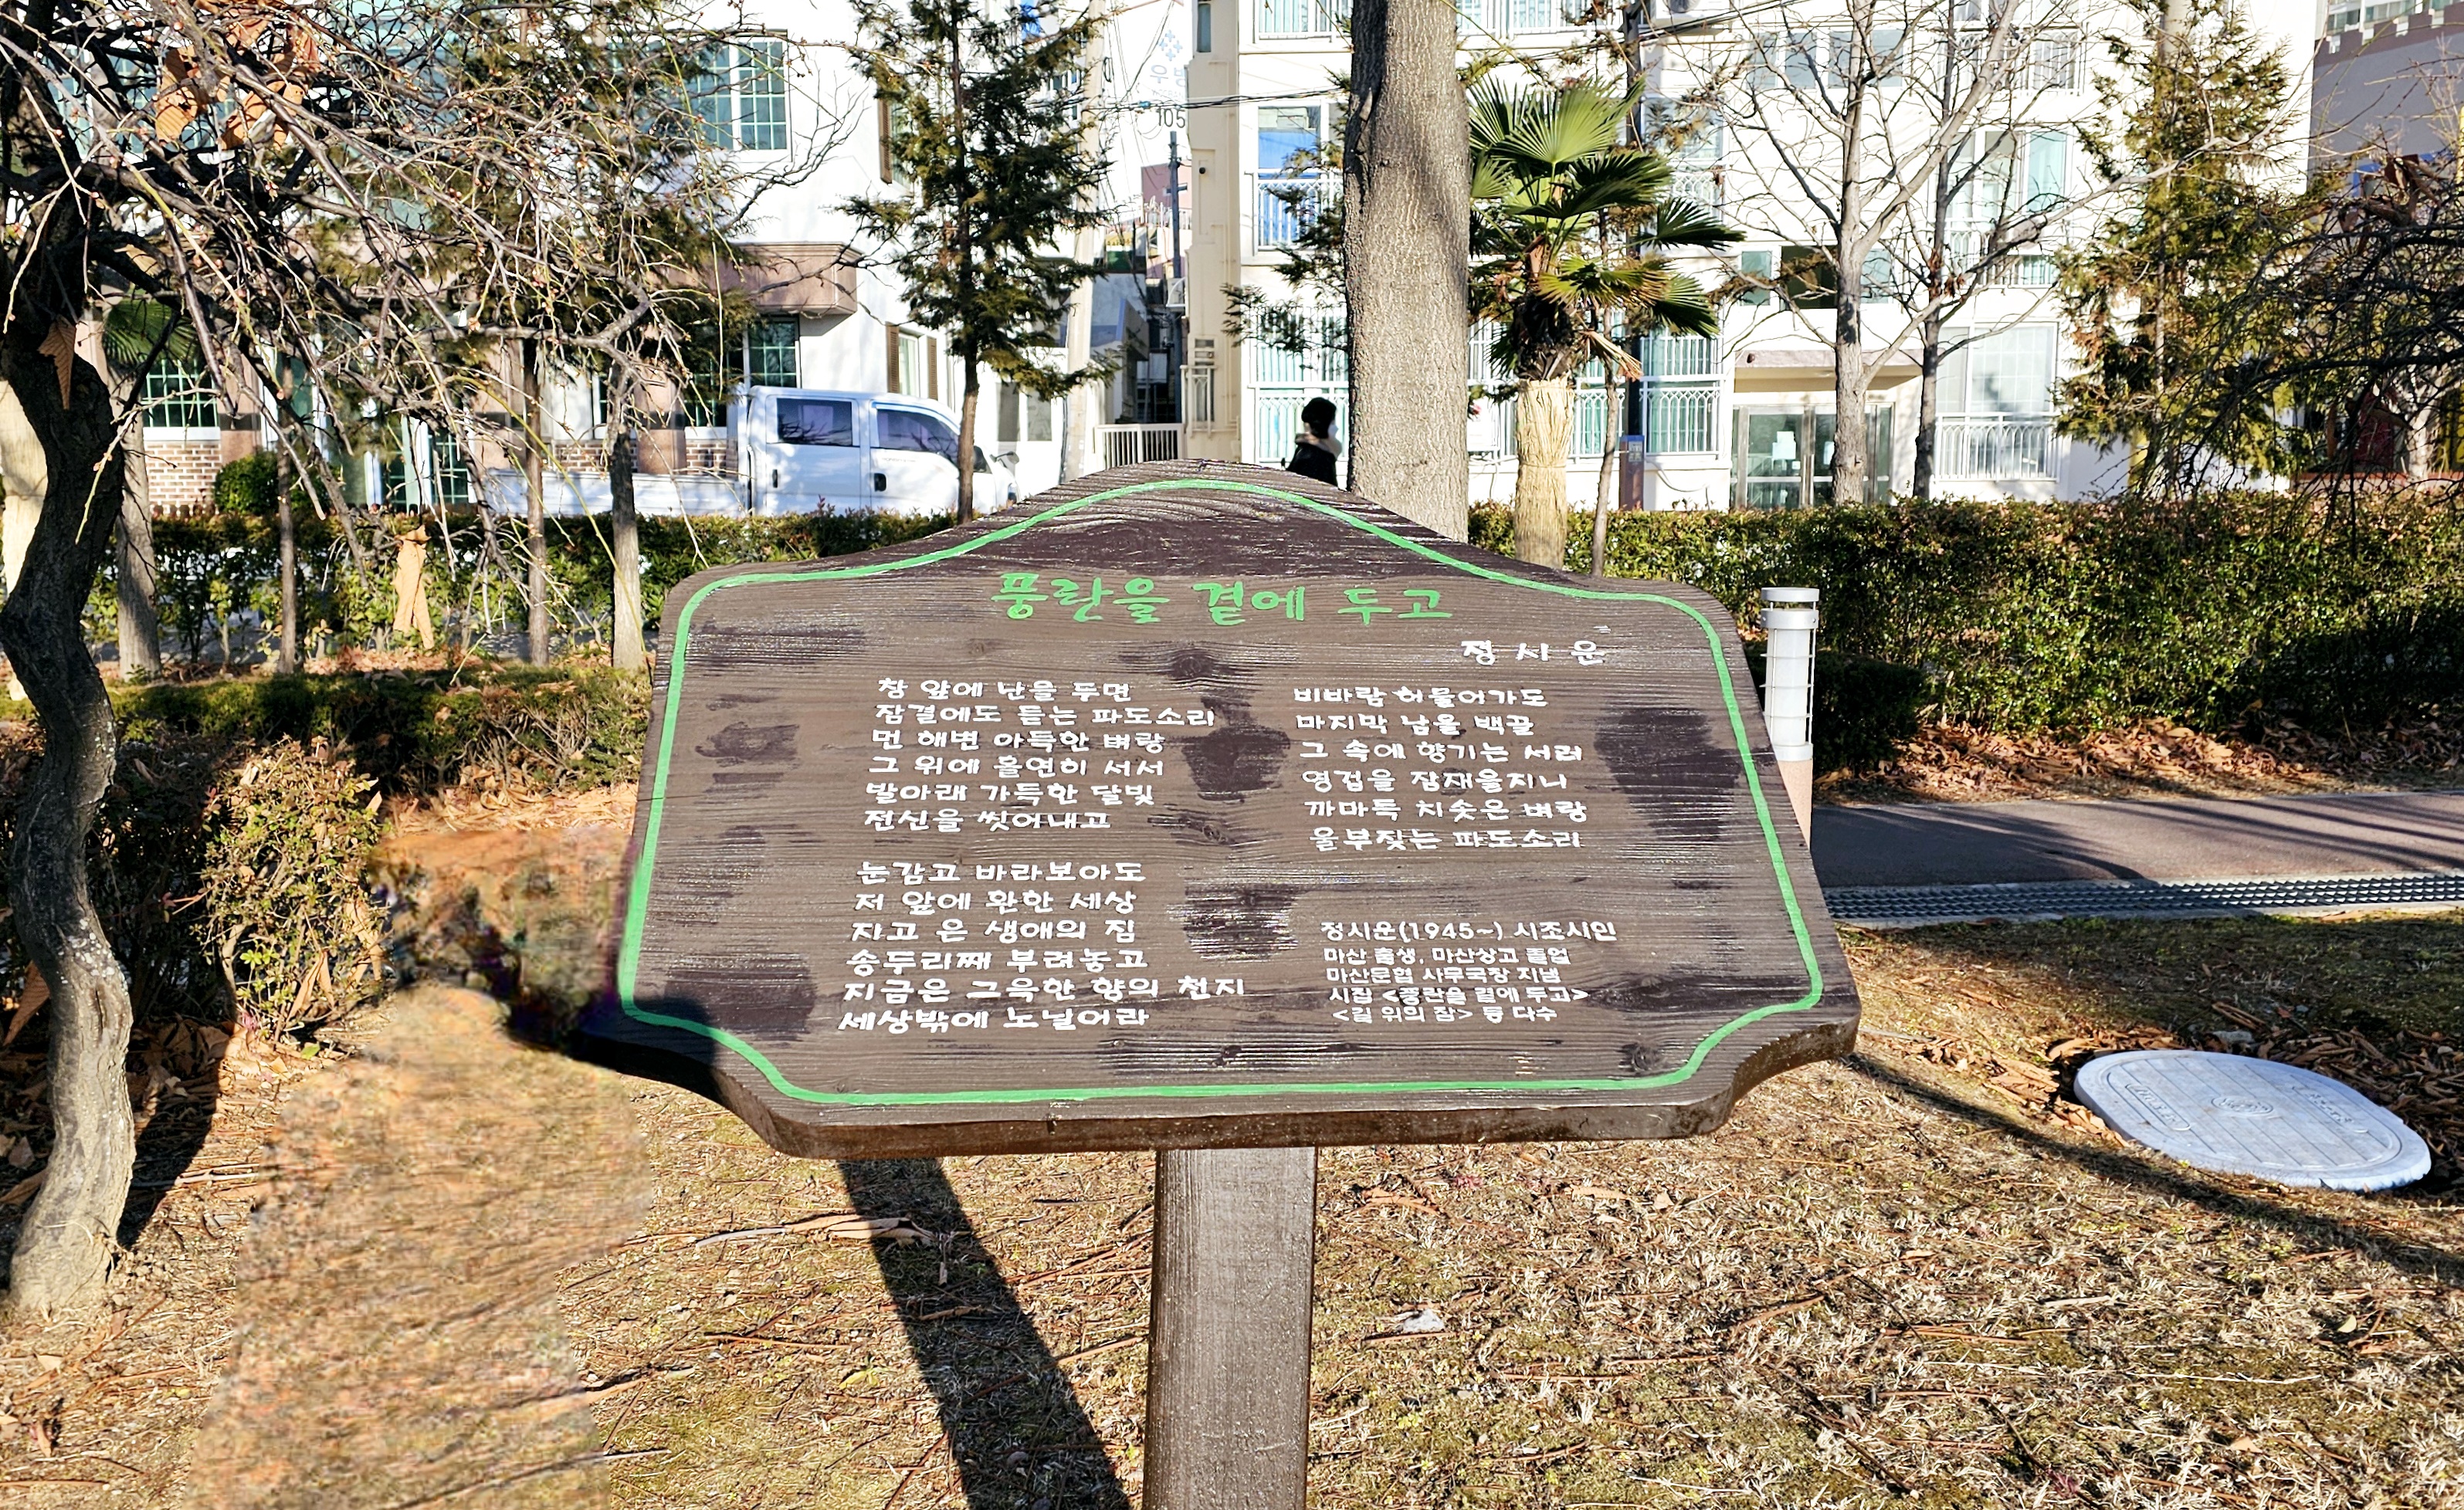 풍란을 곁에 두고
정시운
창 앞에 난을 두면
잠결에도 듣는 파도소리
먼 해변 아득한 벼랑
그 위에 홀연히 서서
발아래 가득한 달빛
전신을 씻어내고
눈감고 바라보아도
저 앞에 환한 세상
자고 은 생애의 짐
송두리째 부려놓고
지금은 그윽한 향의 천지
세상밖에 노닐어라
비바람 허물어가도
마지막 남을 백골
그 속에 향기는 서려
영겁을 잠재울지니
까마득 치솟은 벼랑
울부짖는 파도소리
정시운(1945~) 시조시인
마산 출생, 마산상고 졸업
마산문협 사무국장 지냄
시집 <풍란을 곁에 두고>
<길 위의 잠> 등 다수
105